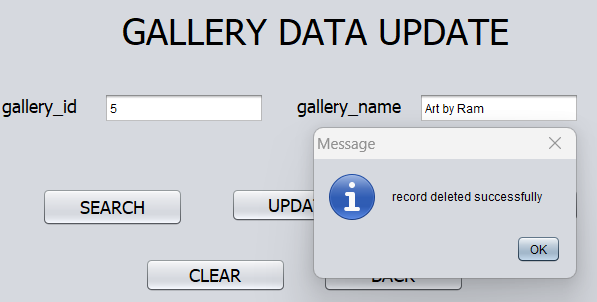 GALLERY DATA UPDATE
gallery_id 5 gallery_name Art by Ram
Message
record deleted successfully
SEARCH
OK
CLEAR